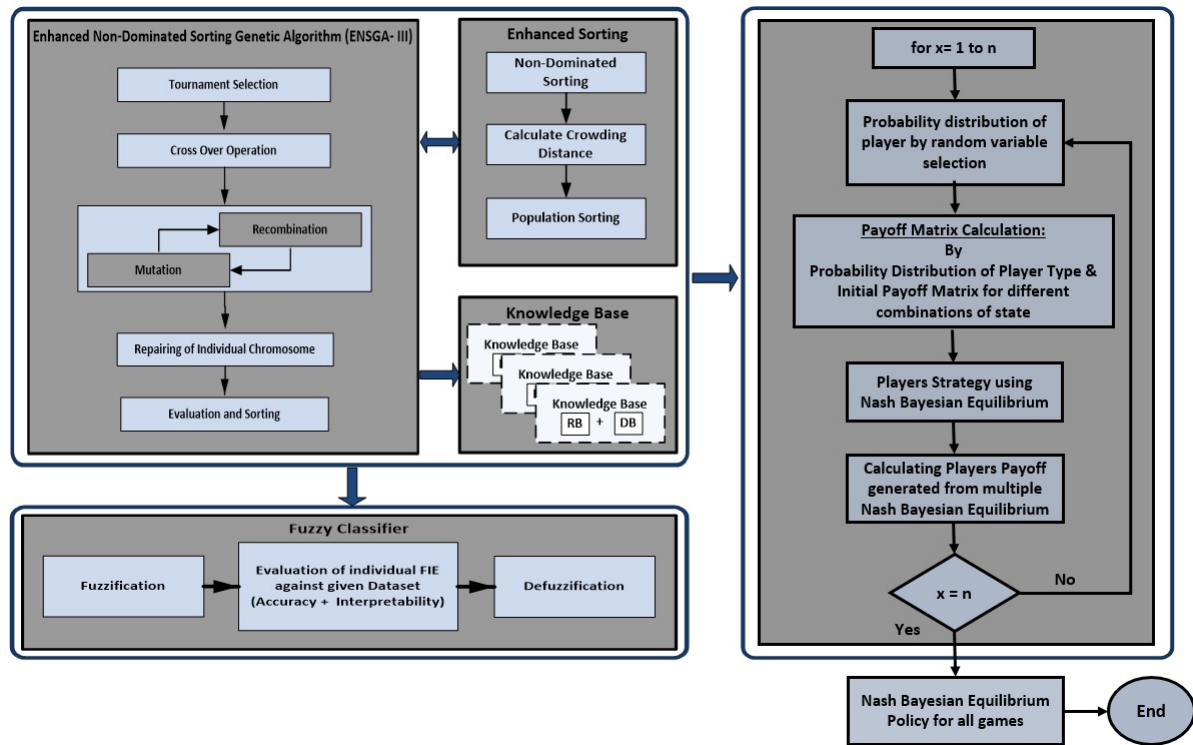 Enhanced Non-Dominated Sorting Genetic Algorithm (ENSGA- III)
Tournament Selection
Cross Over Operation
Recombination
Mutation
Repairing of Individual Chromosome
Evaluation and Sorting
Enhanced Sorting
Non-Dominated
Sorting
Calculate Crowding
Distance
Population Sorting
Knowledge Base
Knowledge Base
Knowledge Base
Knowledge Base
RB + DB
Fuzzy Classifier
Fuzzification
Evaluation of individual FIE
against given Dataset
(Accuracy + Interpretability)
Defuzzification
for x= 1 to n
Probability distribution of
player by random variable
selection
Payoff Matrix Calculation:
By
Probability Distribution of Player Type &
Initial Payoff Matrix for different
combinations of state
Players Strategy using
Nash Bayesian Equilibrium
Calculating Players Payoff
generated from multiple
Nash Bayesian Equilibrium
x = n
No
Yes
Nash Bayesian Equilibrium
Policy for all games
End